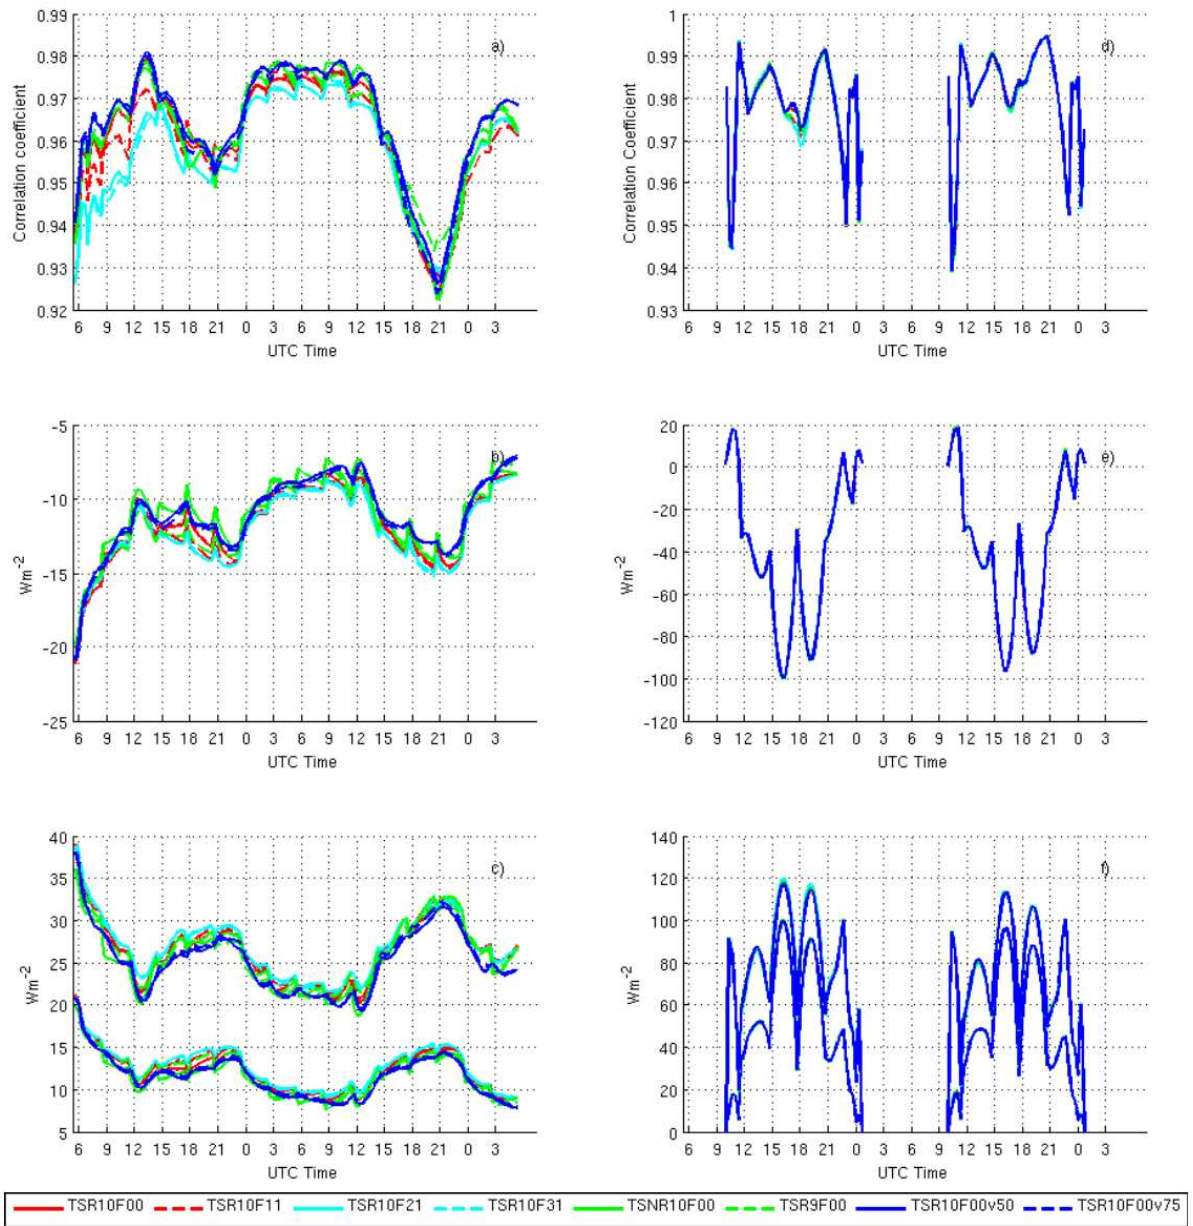 0.99
0.98
0.97
0.96
0.95
0.94
0.93
0.92
Correlation coefficient
a)
6 9 12 15 18 21 0 3 6 9 12 15 18 21 0 3
UTC Time
1
0.99
0.98
0.97
0.96
0.95
0.94
0.93
Correlation Coefficient
d)
6 9 12 15 18 21 0 3 6 9 12 15 18 21 0 3
UTC Time
-5
-10
-15
-20
-25
Wm-2
b)
6 9 12 15 18 21 0 3 6 9 12 15 18 21 0 3
UTC Time
20
0
-20
-40
-60
-80
-100
-120
Wm-2
e)
6 9 12 15 18 21 0 3 6 9 12 15 18 21 0 3
UTC Time
40
35
30
25
20
15
10
5
Wm-2
c)
6 9 12 15 18 21 0 3 6 9 12 15 18 21 0 3
UTC Time
140
120
100
80
60
40
20
0
Wm-2
f)
6 9 12 15 18 21 0 3 6 9 12 15 18 21 0 3
UTC Time
TSR10F00 TSR10F11 TSR10F21 TSR10F31 TSNR10F00 TSR9F00 TSR10F00v50 TSR10F00v75